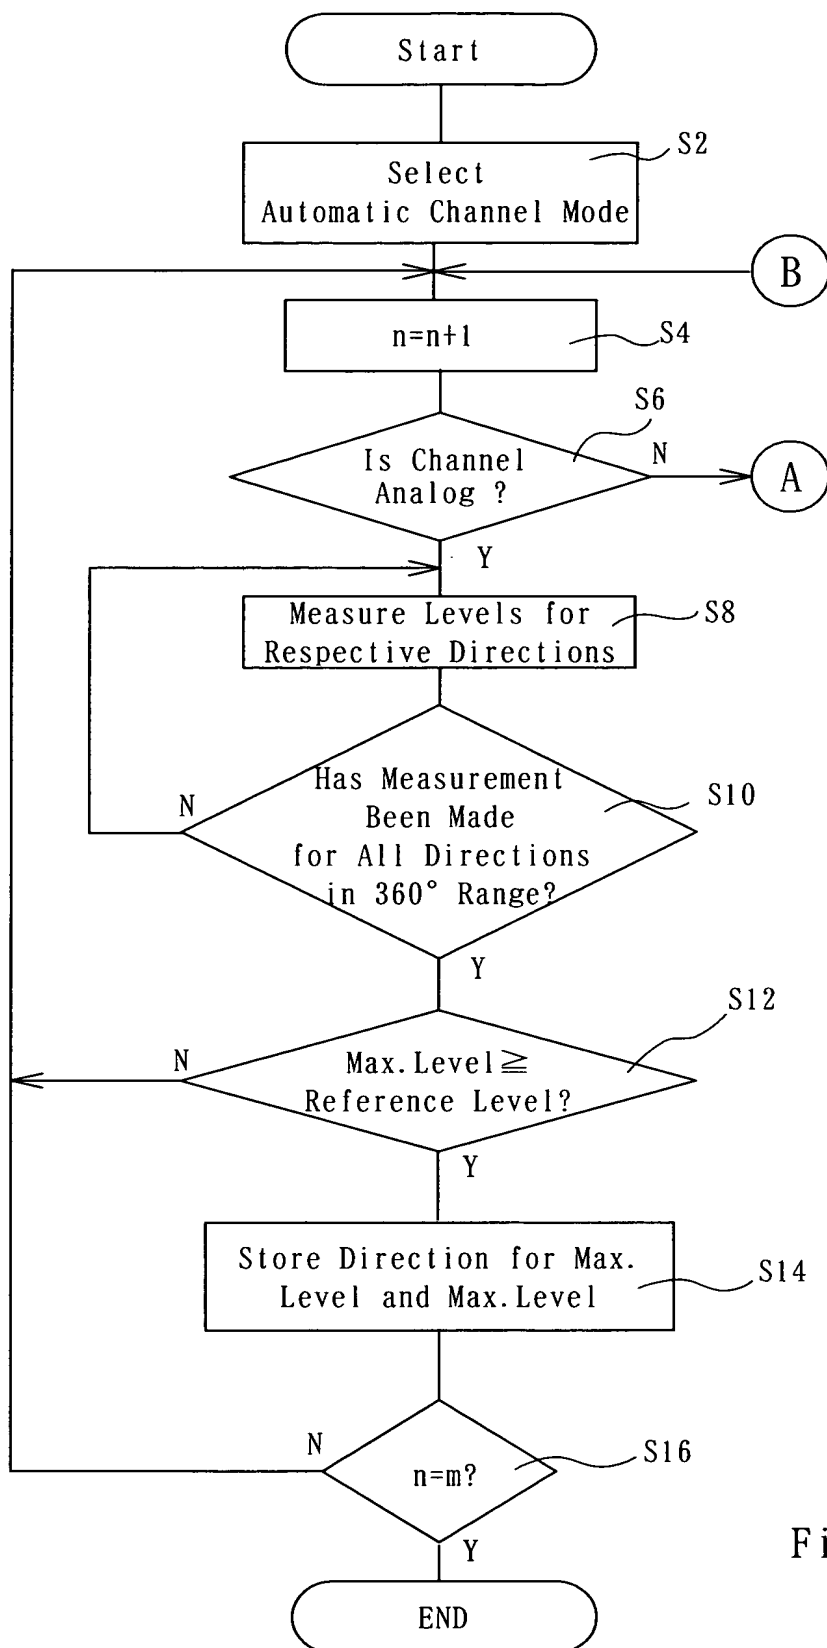 Start
S2
Select
Automatic Channel Mode
B
n=n+1
S4
S6
Is Channel
Analog ?
N
A
Y
Measure Levels for
Respective Directions
S8
Has Measurement
Been Made
for All Directions
in 360° Range?
N
S10
Y
S12
N
Max.Level≧
Reference Level?
Y
Store Direction for Max.
Level and Max.Level
S14
N
n=m?
S16
Y
Fi
END